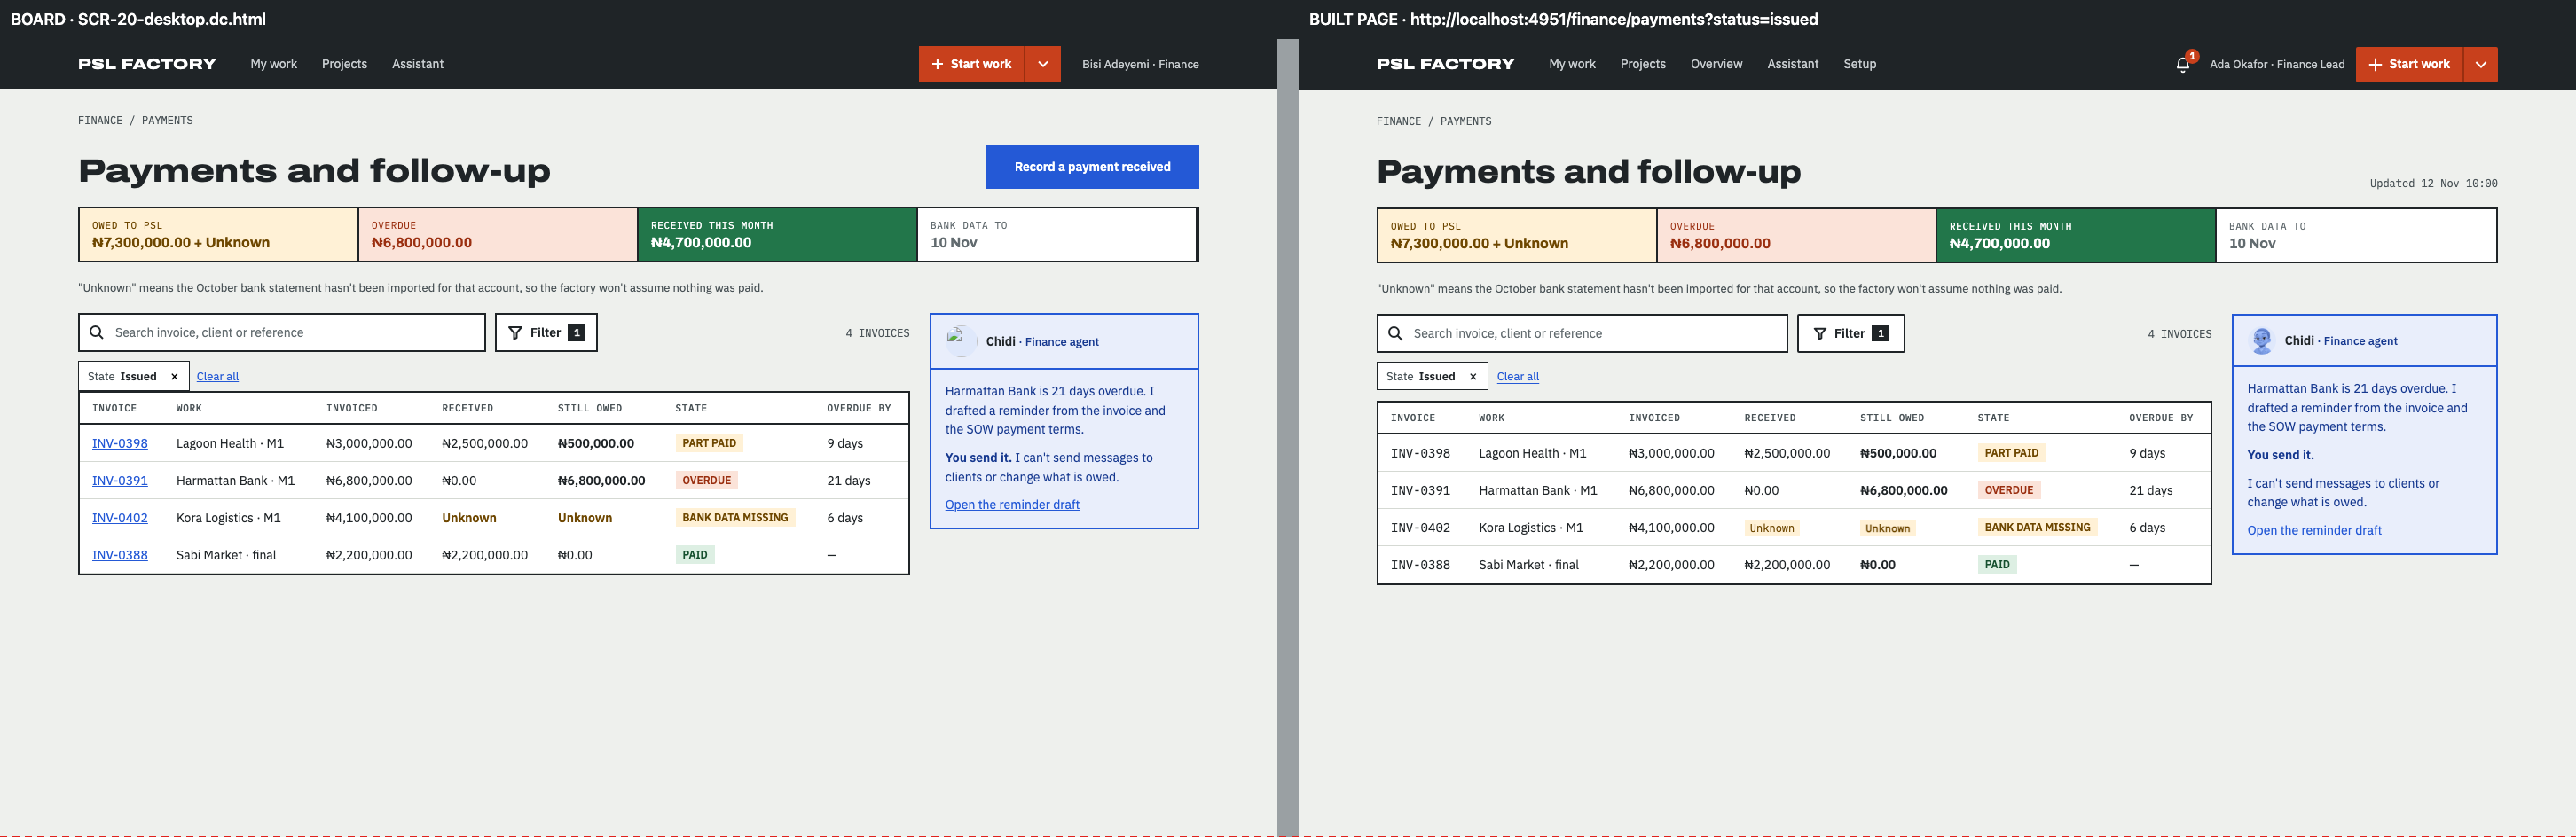 BOARD · SCR-20-desktop.dc.html
PSL FACTORY My work Projects Assistant + Start work Bisi Adeyemi · Finance
FINANCE / PAYMENTS
Payments and follow-up
Record a payment received
OWED TO PSL
₦7,300,000.00 + Unknown
OVERDUE
₦6,800,000.00
RECEIVED THIS MONTH
₦4,700,000.00
BANK DATA TO
10 Nov
"Unknown" means the October bank statement hasn't been imported for that account, so the factory won't assume nothing was paid.
Search invoice, client or reference Filter 1 4 INVOICES
State Issued × Clear all
INVOICE WORK INVOICED RECEIVED STILL OWED STATE OVERDUE BY
INV-0398 Lagoon Health · M1 ₦3,000,000.00 ₦2,500,000.00 ₦500,000.00 PART PAID 9 days
INV-0391 Harmattan Bank · M1 ₦6,800,000.00 ₦0.00 ₦6,800,000.00 OVERDUE 21 days
INV-0402 Kora Logistics · M1 ₦4,100,000.00 Unknown Unknown BANK DATA MISSING 6 days
INV-0388 Sabi Market · final ₦2,200,000.00 ₦2,200,000.00 ₦0.00 PAID —
Chidi · Finance agent
Harmattan Bank is 21 days overdue. I
drafted a reminder from the invoice and
the SOW payment terms.
You send it. I can't send messages to
clients or change what is owed.
Open the reminder draft
BUILT PAGE · http://localhost:4951/finance/payments?status=issued
PSL FACTORY My work Projects Overview Assistant Setup 1 Ada Okafor · Finance Lead + Start work
FINANCE / PAYMENTS
Payments and follow-up
Updated 12 Nov 10:00
OWED TO PSL
₦7,300,000.00 + Unknown
OVERDUE
₦6,800,000.00
RECEIVED THIS MONTH
₦4,700,000.00
BANK DATA TO
10 Nov
"Unknown" means the October bank statement hasn't been imported for that account, so the factory won't assume nothing was paid.
Search invoice, client or reference Filter 1 4 INVOICES
State Issued × Clear all
INVOICE WORK INVOICED RECEIVED STILL OWED STATE OVERDUE BY
INV-0398 Lagoon Health · M1 ₦3,000,000.00 ₦2,500,000.00 ₦500,000.00 PART PAID 9 days
INV-0391 Harmattan Bank · M1 ₦6,800,000.00 ₦0.00 ₦6,800,000.00 OVERDUE 21 days
INV-0402 Kora Logistics · M1 ₦4,100,000.00 Unknown Unknown BANK DATA MISSING 6 days
INV-0388 Sabi Market · final ₦2,200,000.00 ₦2,200,000.00 ₦0.00 PAID —
Chidi · Finance agent
Harmattan Bank is 21 days overdue. I
drafted a reminder from the invoice and
the SOW payment terms.
You send it.
I can't send messages to clients or
change what is owed.
Open the reminder draft